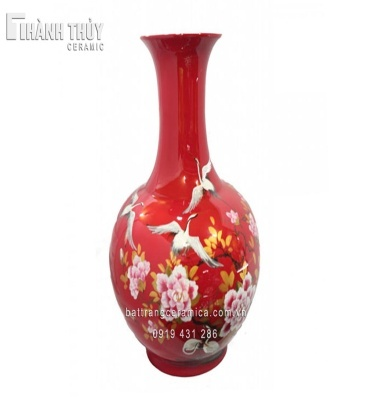 THÀNH THỦY
CERAMIC
battrangceramica.com.vn
0919 431 286